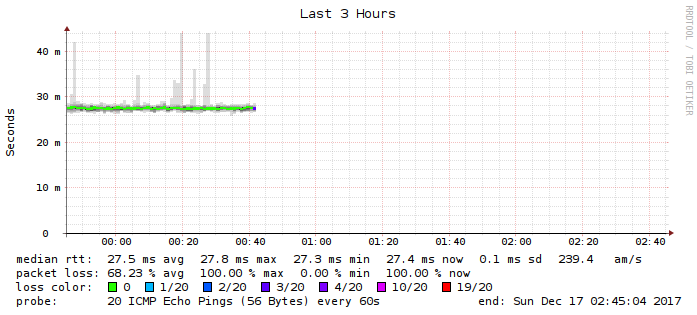 Last 3 Hours
RRDTOOL / TOBI OETIKER
Seconds
40 m
30 m
20 m
10 m
0
00:00 00:20 00:40 01:00 01:20 01:40 02:00 02:20 02:40
median rtt: 27.5 ms avg 27.8 ms max 27.3 ms min 27.4 ms now 0.1 ms sd 239.4 am/s
packet loss: 68.23 % avg 100.00 % max 0.00 % min 100.00 % now
loss color: 0 1/20 2/20 3/20 4/20 10/20 19/20
probe: 20 ICMP Echo Pings (56 Bytes) every 60s end: Sun Dec 17 02:45:04 2017